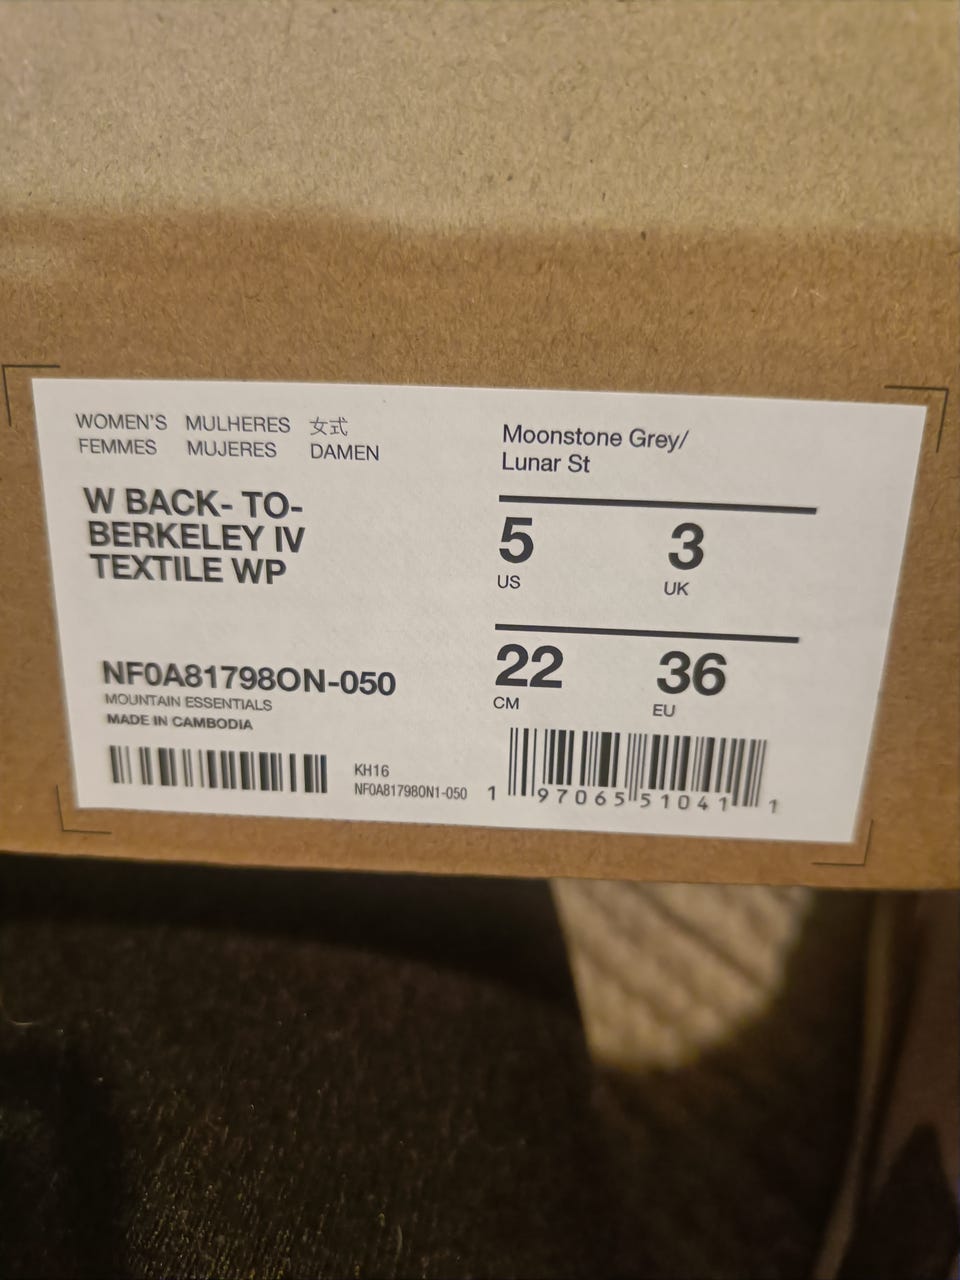 WOMEN'S MULHERES 女式
FEMMES MUJERES DAMEN
W BACK- TO-
BERKELEY IV
TEXTILE WP
NF0A81798ON-050
MOUNTAIN ESSENTIALS
MADE IN CAMBODIA
KH16
NF0A81798ON1-050
Moonstone Grey/
Lunar St
5 3
US UK
22 36
CM EU
1 97065 51041 1